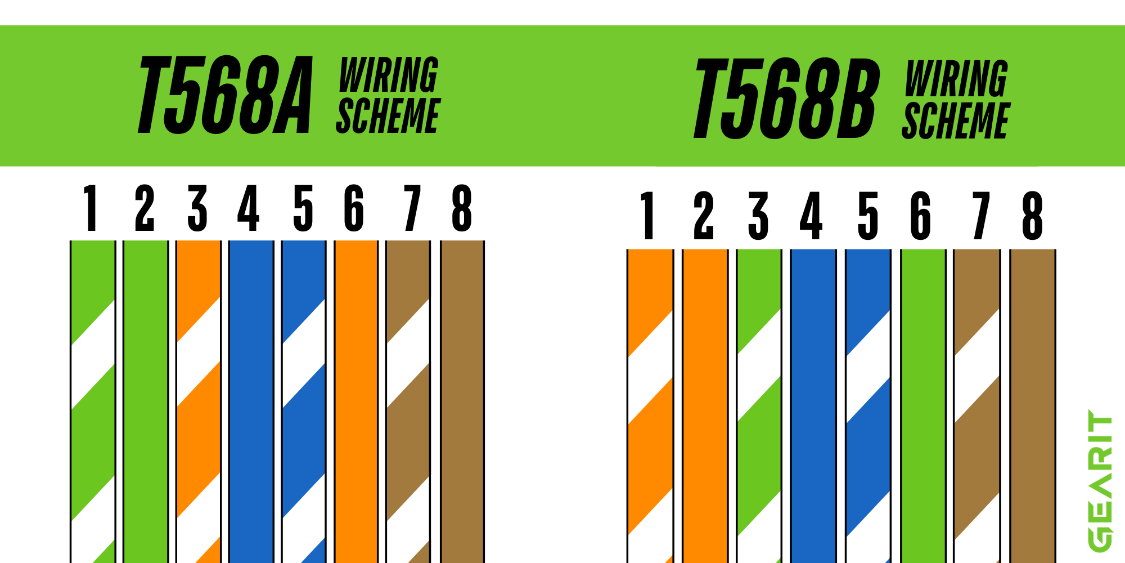 T568A WIRING SCHEME
T568B WIRING SCHEME
1 2 3 4 5 6 7 8
1 2 3 4 5 6 7 8
GEARIT